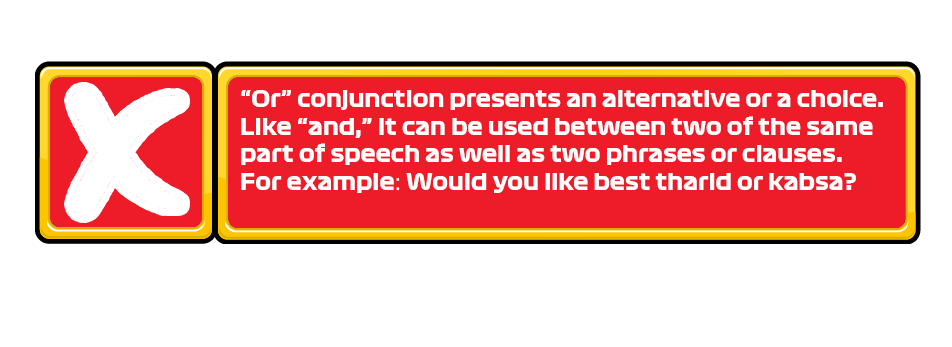 “Or” conjunction presents an alternative or a choice.
Like “and,” it can be used between two of the same
part of speech as well as two phrases or clauses.
For example: Would you like best tharid or kabsa?